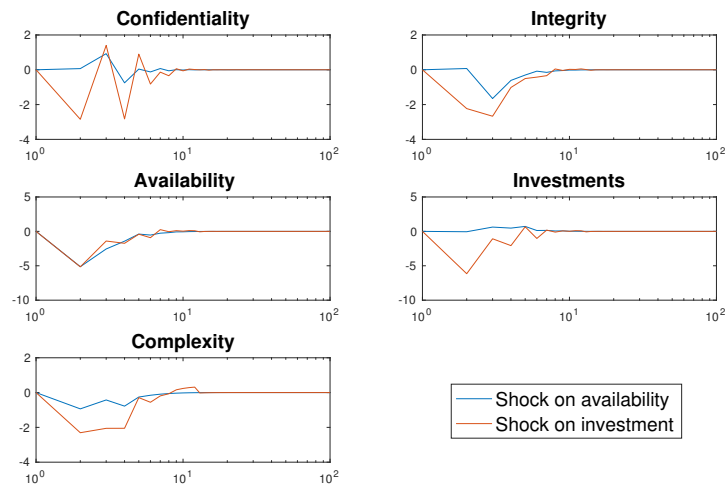 Confidentiality
2
0
-2
-4
10^0 10^1 10^2
Integrity
2
0
-2
-4
10^0 10^1 10^2
Availability
5
0
-5
-10
10^0 10^1 10^2
Investments
5
0
-5
-10
10^0 10^1 10^2
Complexity
2
0
-2
-4
10^0 10^1 10^2
Shock on availability
Shock on investment